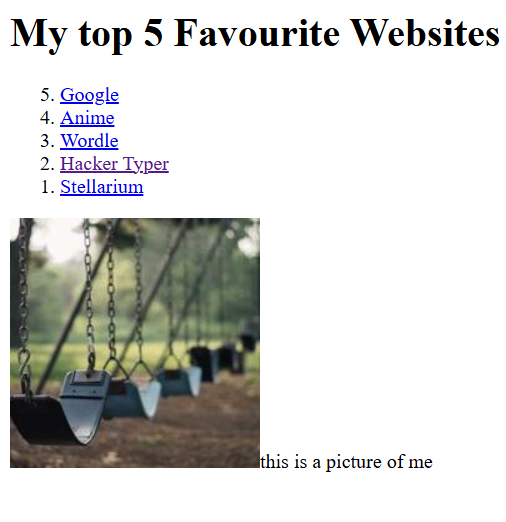 My top 5 Favourite Websites
5. Google
4. Anime
3. Wordle
2. Hacker Typer
1. Stellarium
this is a picture of me